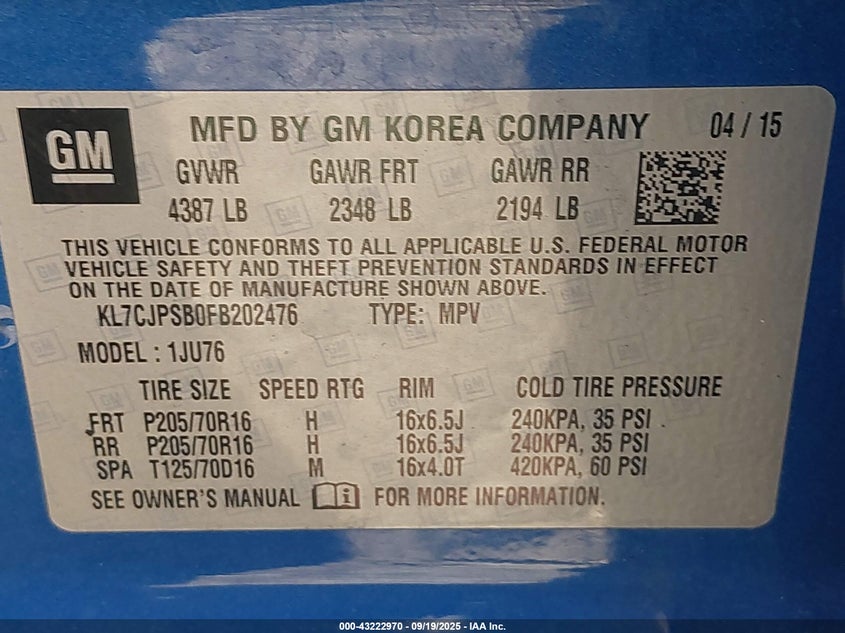 GM
MFD BY GM KOREA COMPANY 04 / 15
GVWR GAWR FRT GAWR RR
4387 LB 2348 LB 2194 LB
THIS VEHICLE CONFORMS TO ALL APPLICABLE U.S. FEDERAL MOTOR
VEHICLE SAFETY AND THEFT PREVENTION STANDARDS IN EFFECT
ON THE DATE OF MANUFACTURE SHOWN ABOVE.
KL7CJPSB0FB202476 TYPE: MPV
MODEL : 1JU76
TIRE SIZE SPEED RTG RIM COLD TIRE PRESSURE
FRT P205/70R16 H 16x6.5J 240KPA, 35 PSI
RR P205/70R16 H 16x6.5J 240KPA, 35 PSI
SPA T125/70D16 M 16x4.0T 420KPA, 60 PSI
SEE OWNER'S MANUAL i FOR MORE INFORMATION.
000-43222970 - 09/19/2025 - IAA Inc.